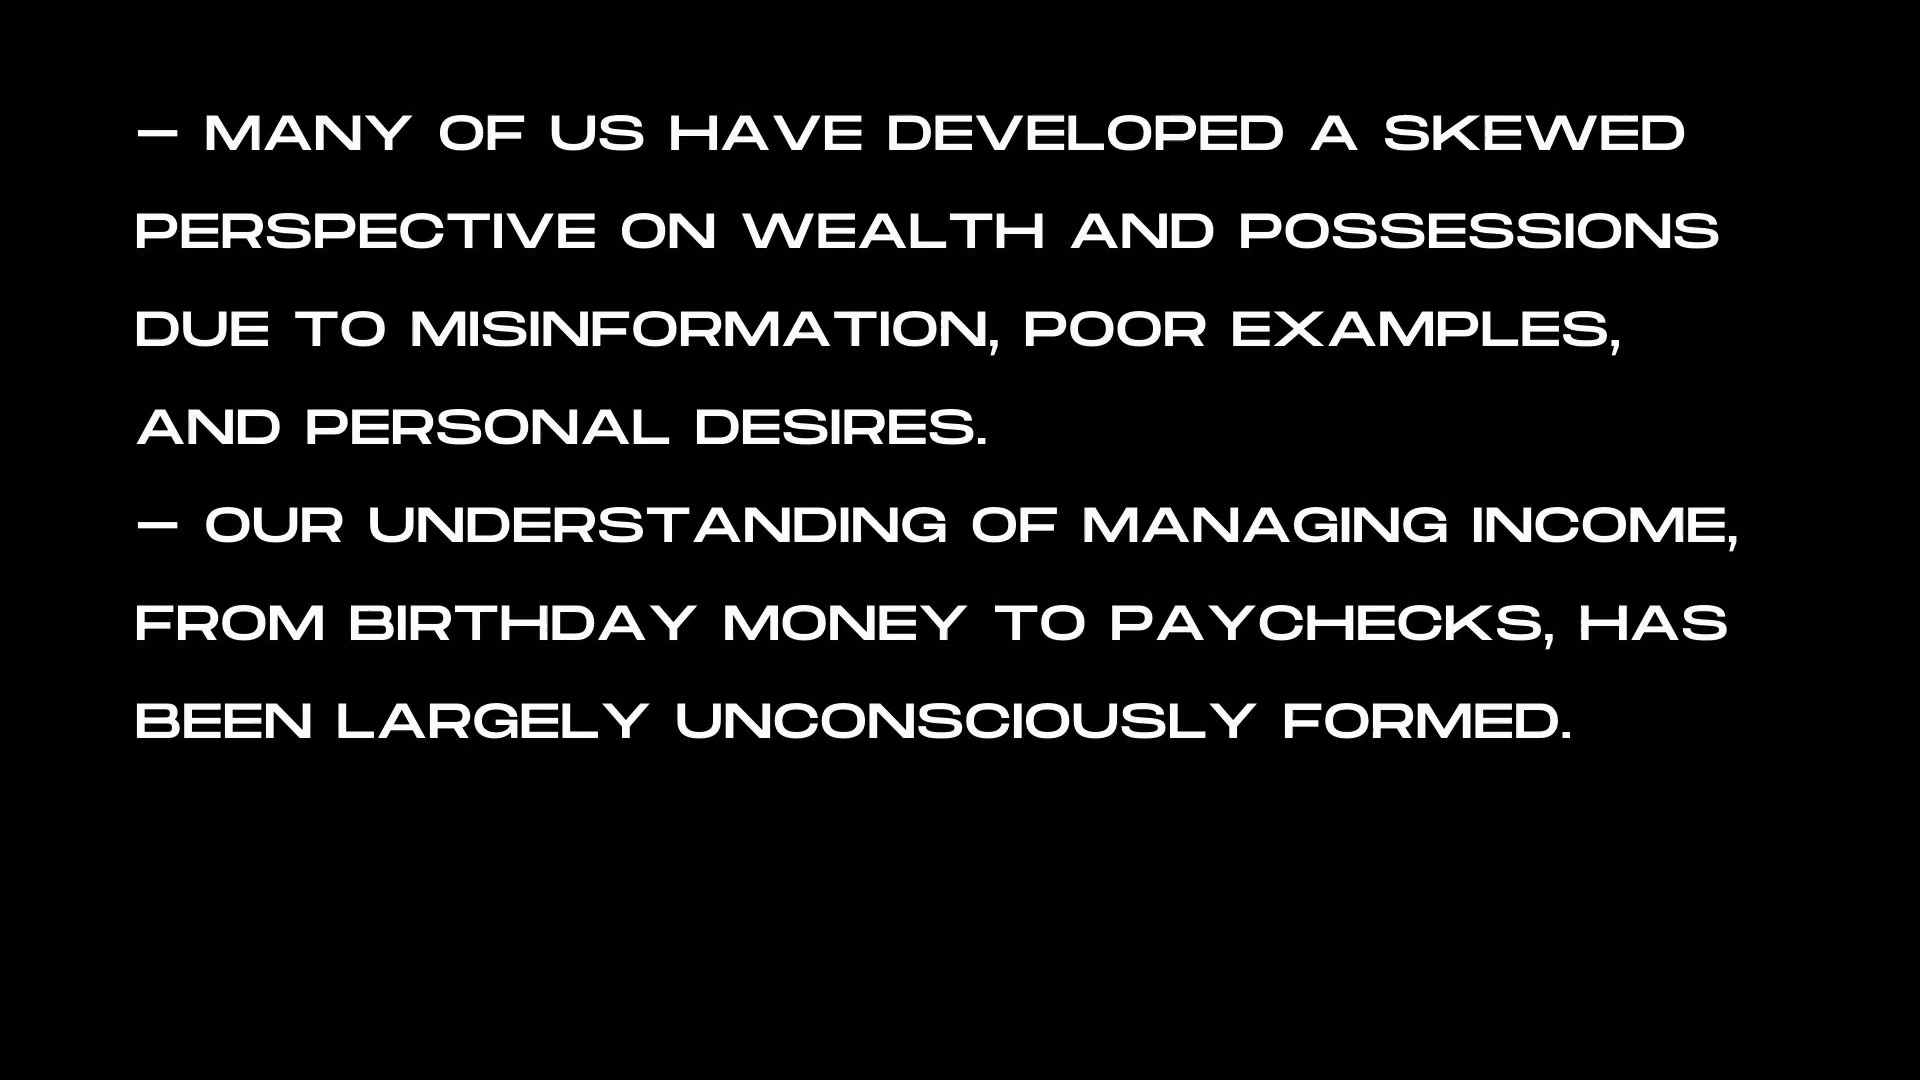 – MANY OF US HAVE DEVELOPED A SKEWED
PERSPECTIVE ON WEALTH AND POSSESSIONS
DUE TO MISINFORMATION, POOR EXAMPLES,
AND PERSONAL DESIRES.
– OUR UNDERSTANDING OF MANAGING INCOME,
FROM BIRTHDAY MONEY TO PAYCHECKS, HAS
BEEN LARGELY UNCONSCIOUSLY FORMED.